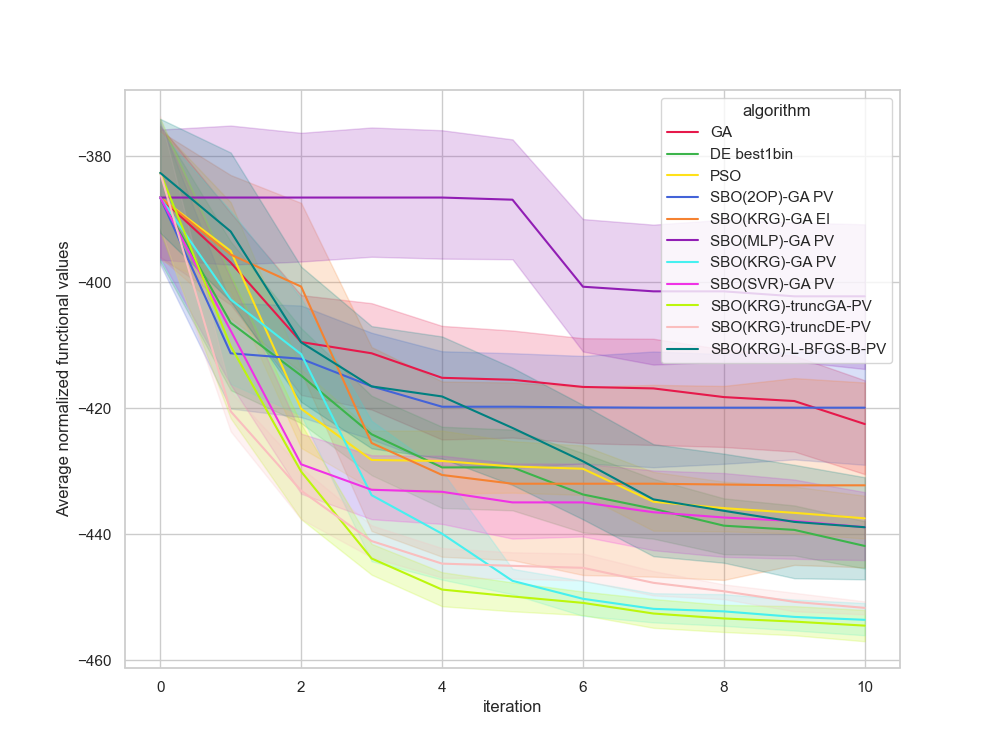 algorithm
GA
DE best1bin
PSO
SBO(2OP)-GA PV
SBO(KRG)-GA EI
SBO(MLP)-GA PV
SBO(KRG)-GA PV
SBO(SVR)-GA PV
SBO(KRG)-truncGA-PV
SBO(KRG)-truncDE-PV
SBO(KRG)-L-BFGS-B-PV
Average normalized functional values
−380
−400
−420
−440
−460
0
2
4
6
8
10
iteration